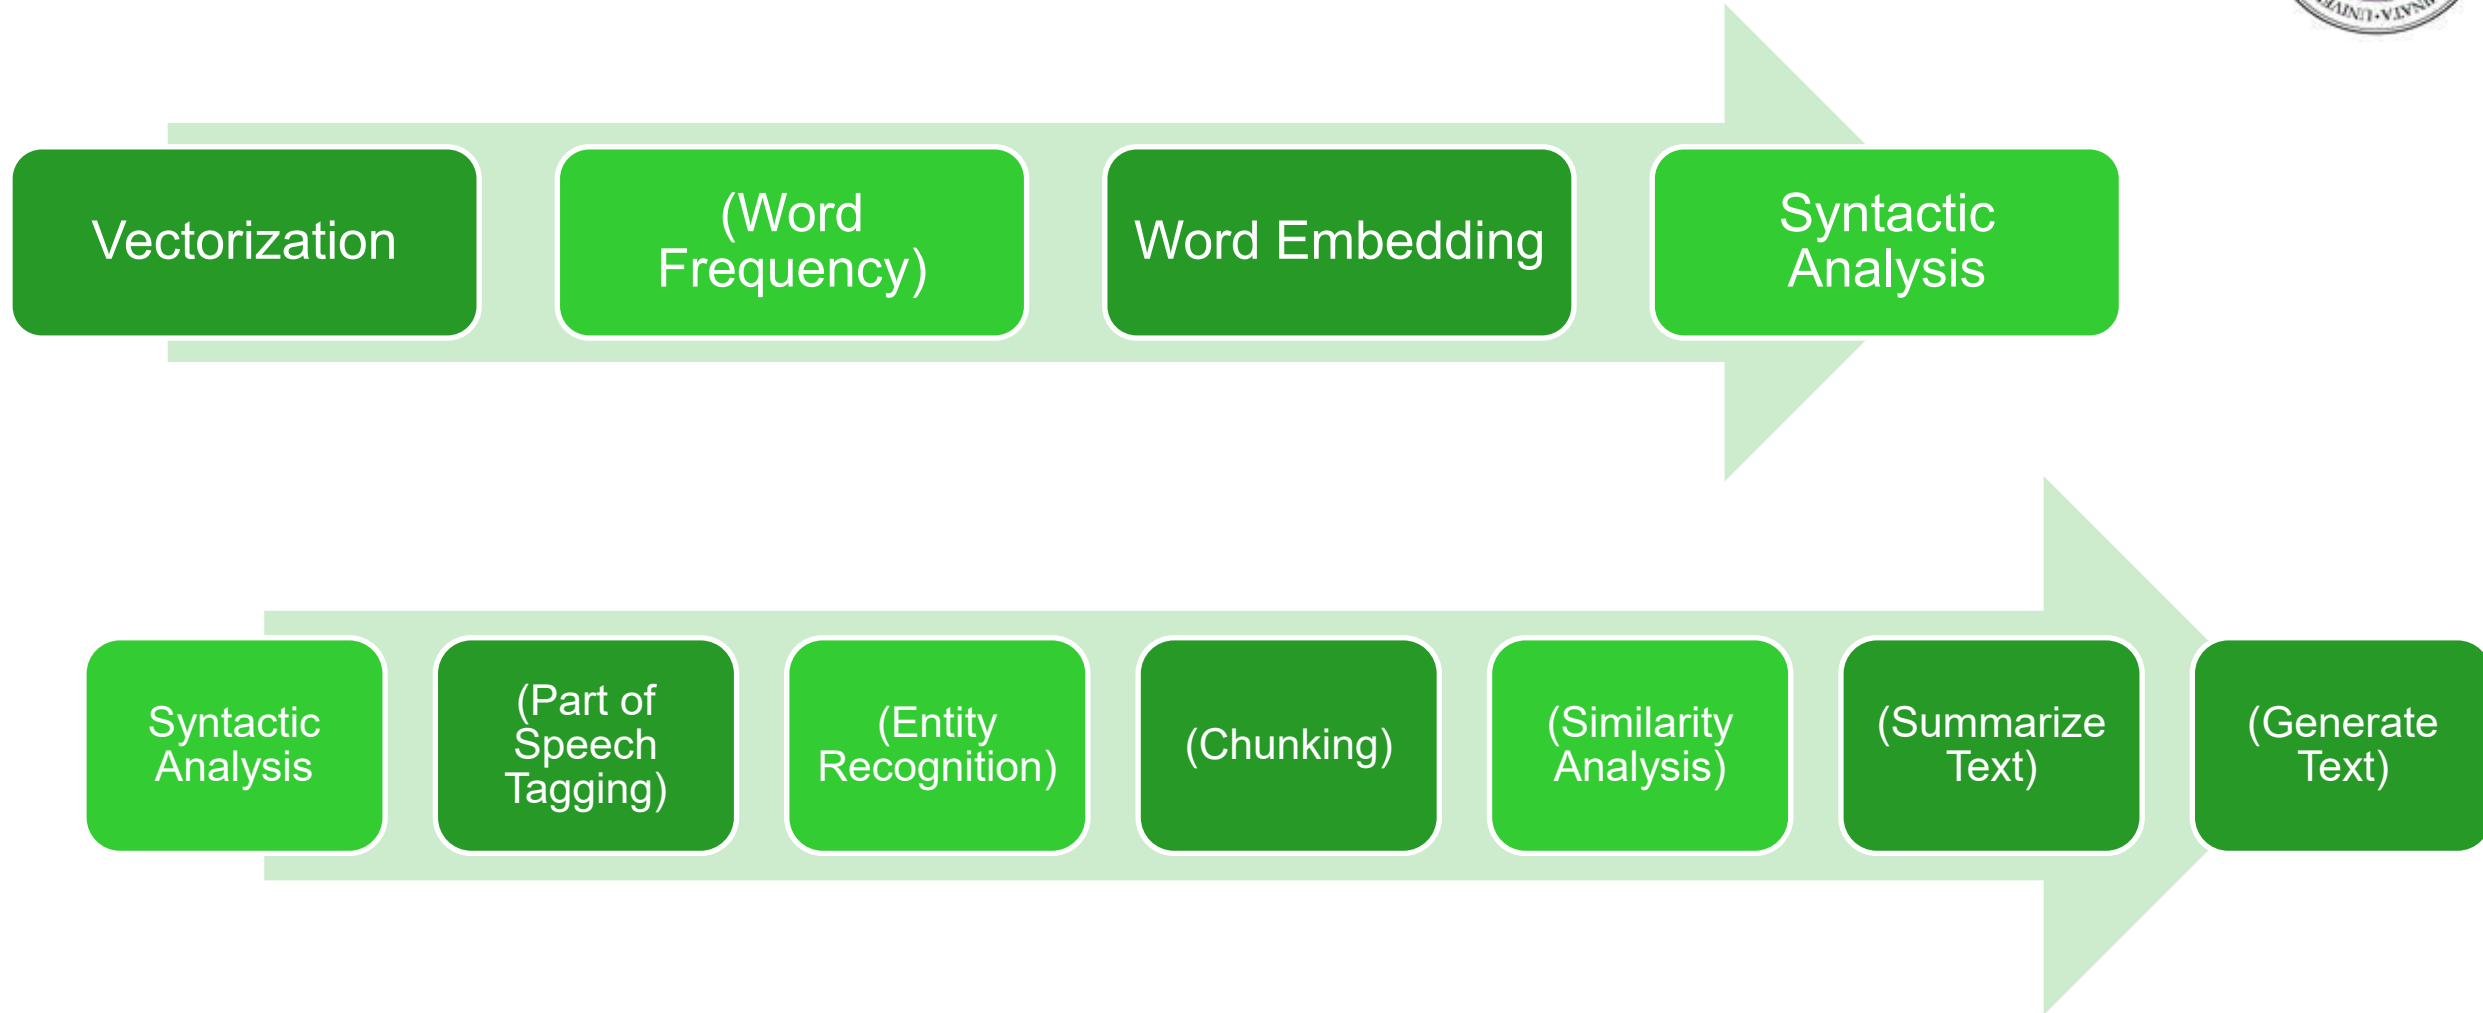 Vectorization
(Word
Frequency)
Word Embedding
Syntactic
Analysis
Syntactic
Analysis
(Part of
Speech
Tagging)
(Entity
Recognition)
(Chunking)
(Similarity
Analysis)
(Summarize
Text)
(Generate
Text)